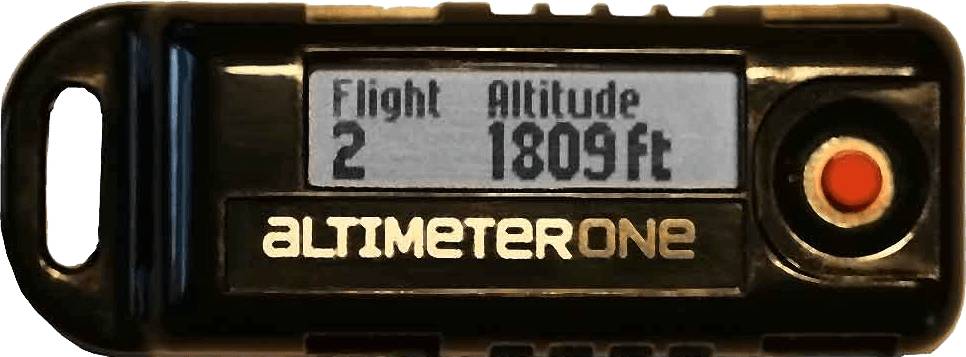 Flight Altitude
2 1809 ft
ALTIMETERONE